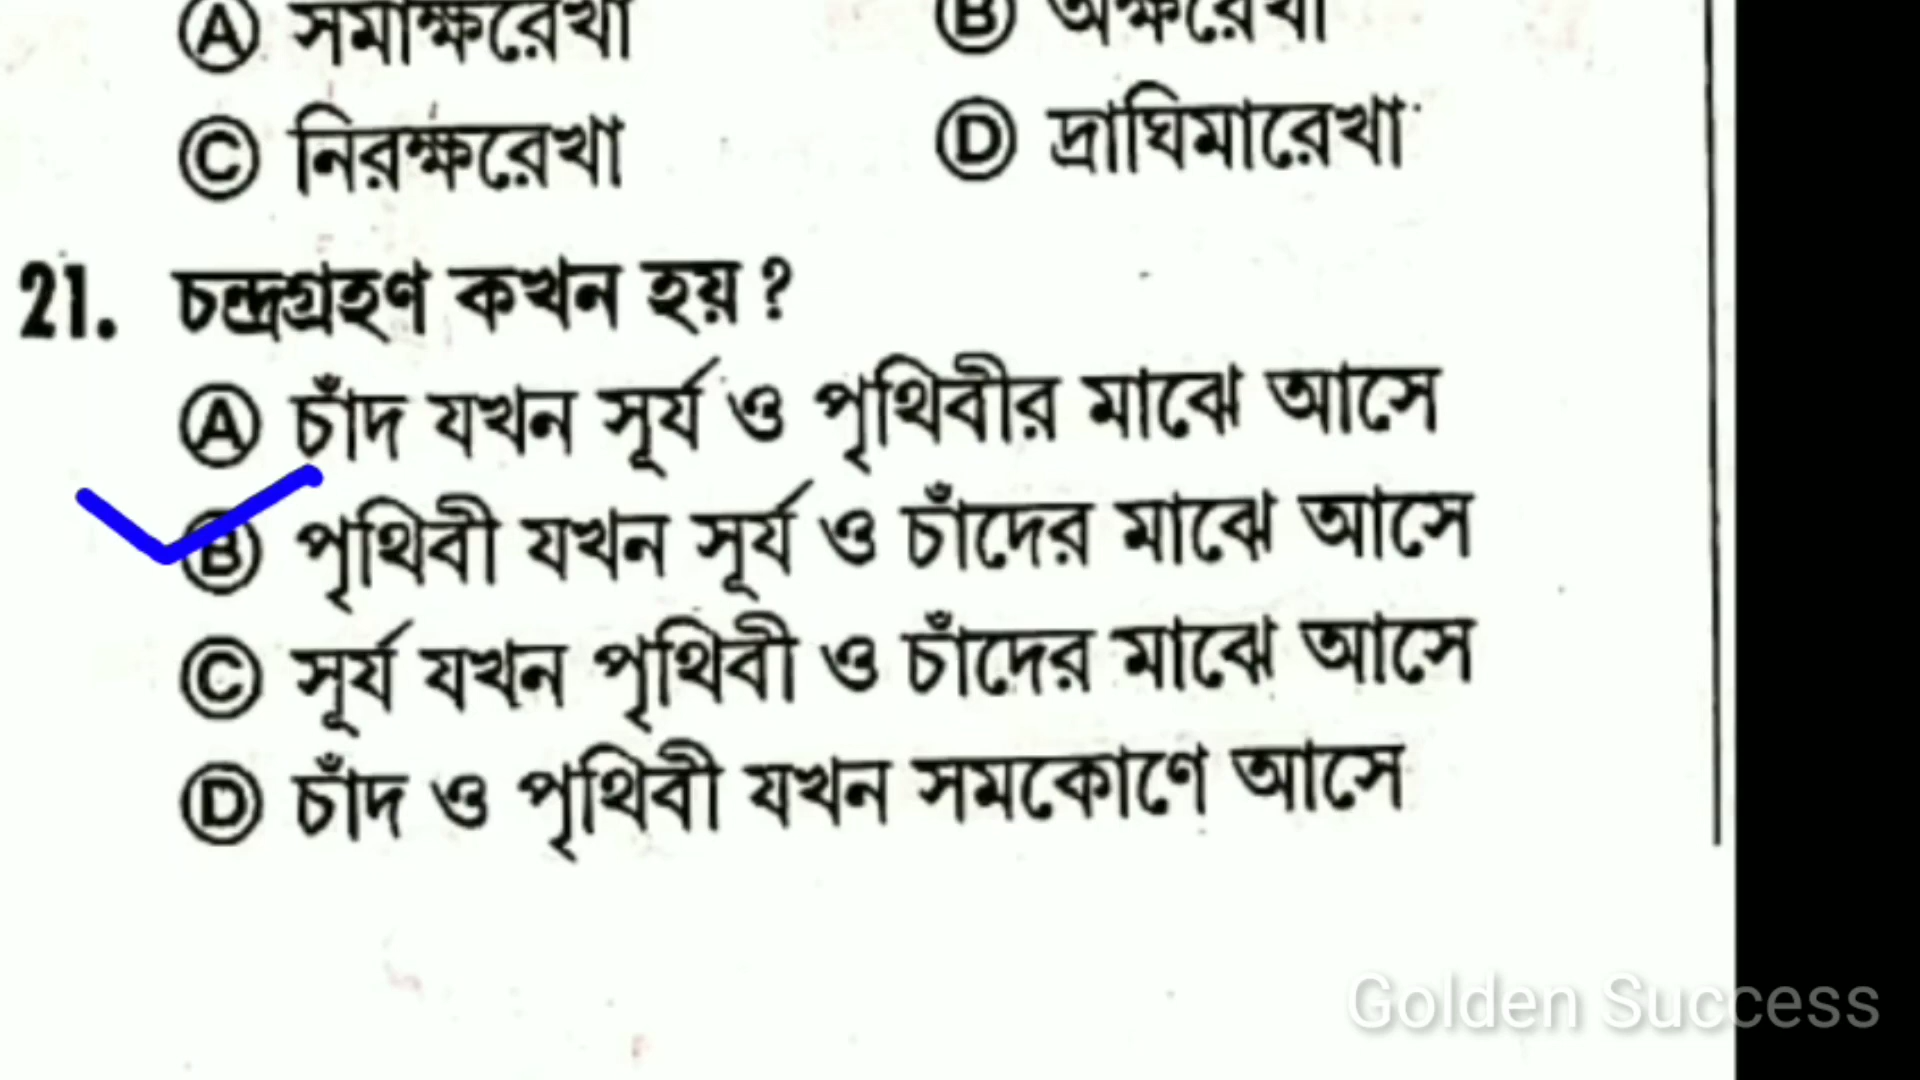 Ⓐ সমাক্ষরেখা Ⓑ অক্ষরেখা
Ⓒ নিরক্ষরেখা Ⓓ দ্রাঘিমারেখা
21. চন্দ্রগ্রহণ কখন হয় ?
Ⓐ চাঁদ যখন সূর্য ও পৃথিবীর মাঝে আসে
Ⓑ পৃথিবী যখন সূর্য ও চাঁদের মাঝে আসে
Ⓒ সূর্য যখন পৃথিবী ও চাঁদের মাঝে আসে
Ⓓ চাঁদ ও পৃথিবী যখন সমকোণে আসে
Golden Success